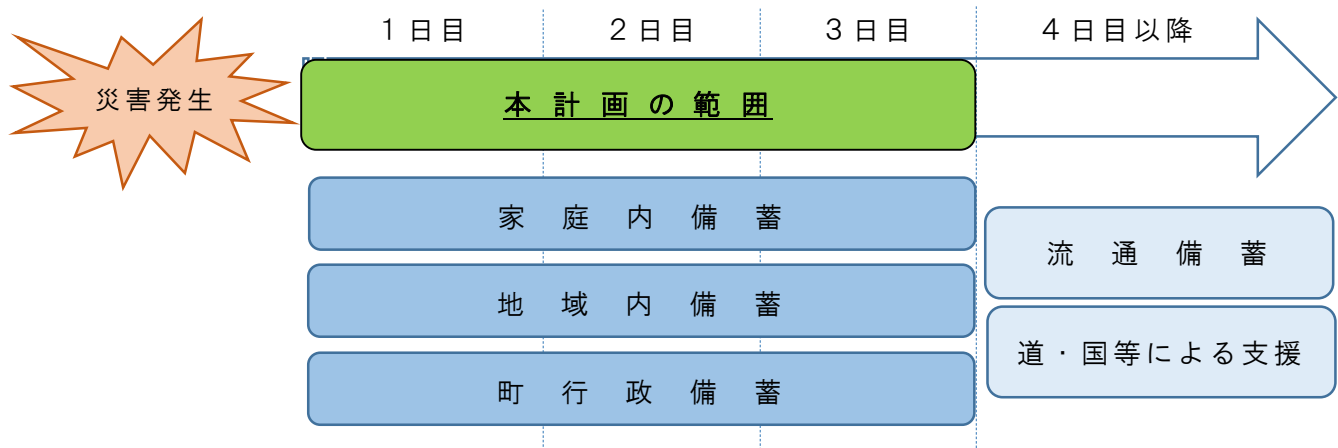 １日目
２日目
３日目
４日目以降
災害発生
本計画の範囲
家庭内備蓄
流通備蓄
地域内備蓄
道・国等による支援
町行政備蓄